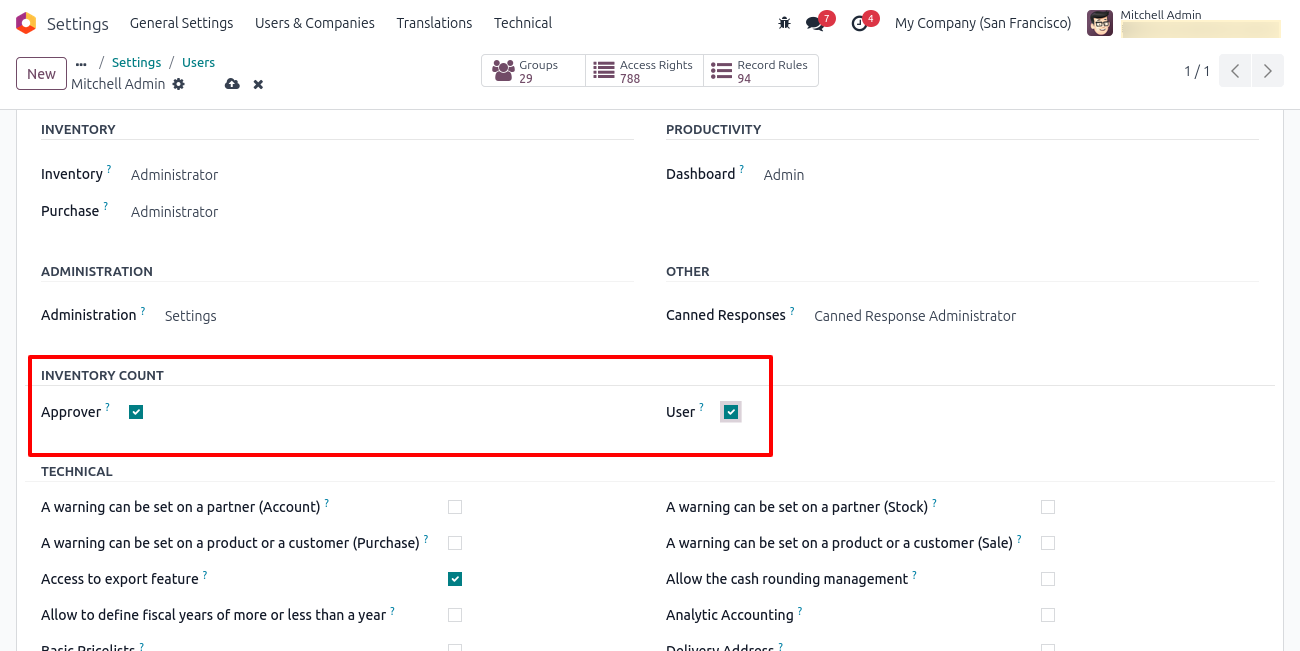 Settings General Settings Users & Companies Translations Technical 7 4 My Company (San Francisco) Mitchell Admin
New ... / Settings / Users
Mitchell Admin
Groups 29
Access Rights 788
Record Rules 94
1 / 1
INVENTORY
Inventory ? Administrator
Purchase ? Administrator
PRODUCTIVITY
Dashboard ? Admin
ADMINISTRATION
Administration ? Settings
OTHER
Canned Responses ? Canned Response Administrator
INVENTORY COUNT
Approver ? User ?
TECHNICAL
A warning can be set on a partner (Account) ? A warning can be set on a partner (Stock) ?
A warning can be set on a product or a customer (Purchase) ? A warning can be set on a product or a customer (Sale) ?
Access to export feature ? Allow the cash rounding management ?
Allow to define fiscal years of more or less than a year ? Analytic Accounting ?
Basic Pricelists ? Delivery Address ?